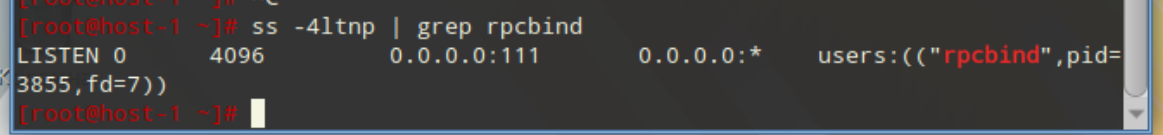 [root@host-1 ~]# ss -4ltnp | grep rpcbind
LISTEN 0      4096          0.0.0.0:111        0.0.0.0:*    users:(("rpcbind",pid=
3855,fd=7))
[root@host-1 ~]#